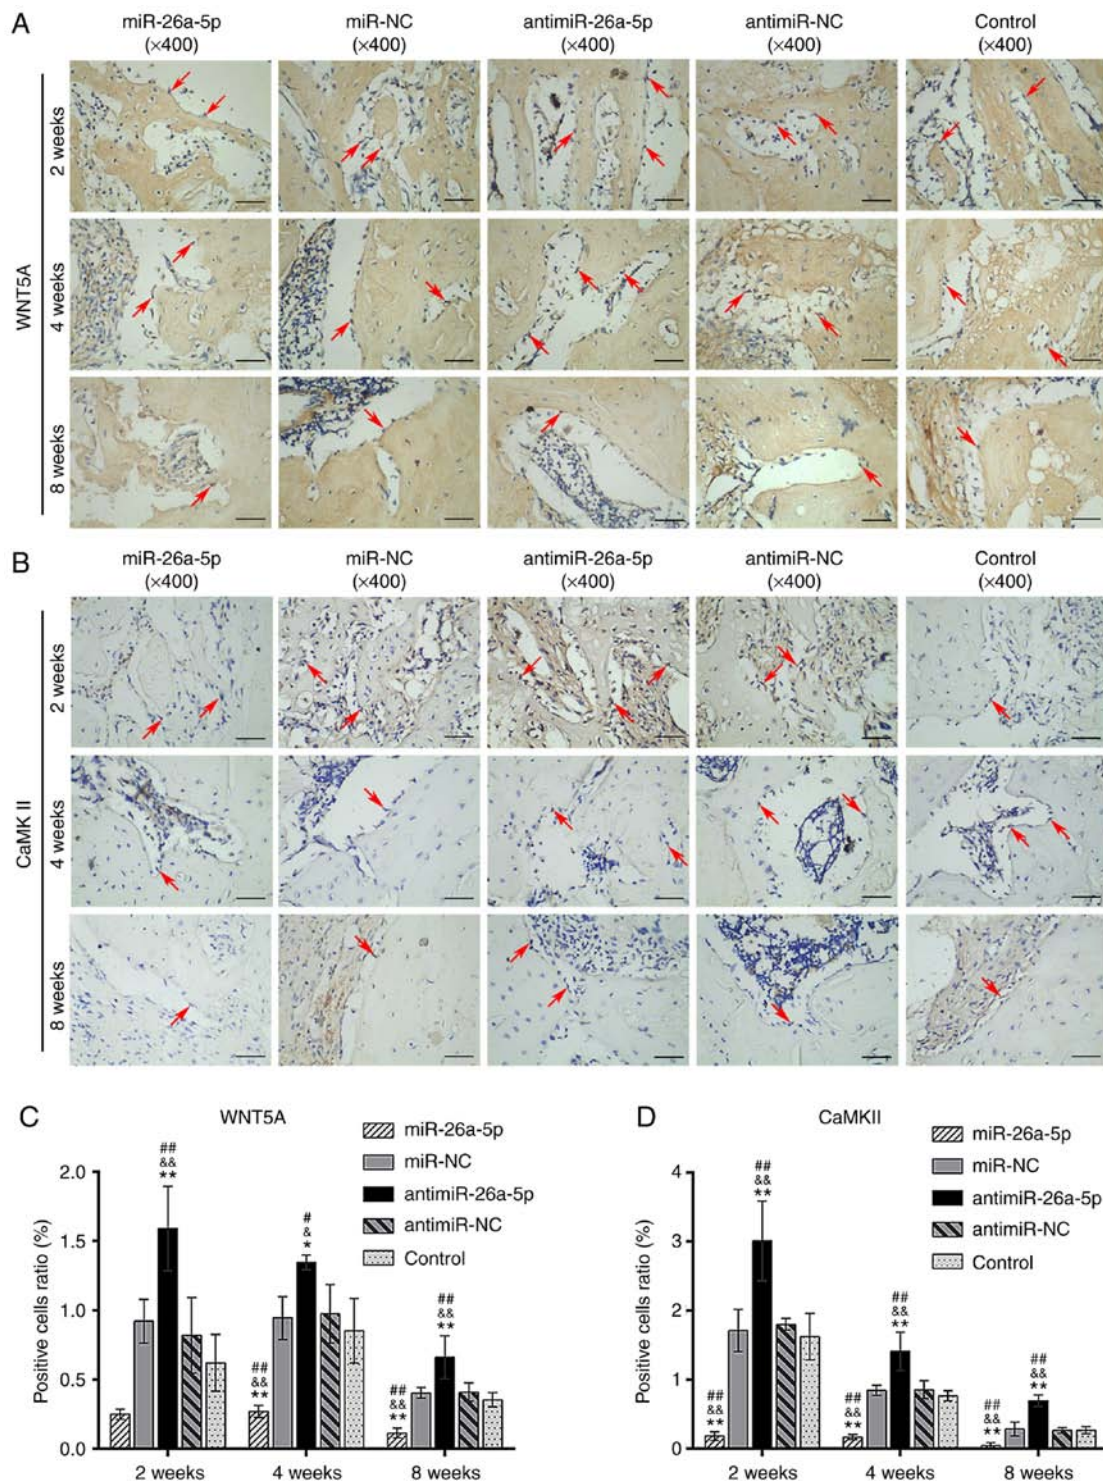 A
miR-26a-5p (×400)
miR-NC (×400)
antimiR-26a-5p (×400)
antimiR-NC (×400)
Control (×400)
WNT5A
2 weeks
4 weeks
8 weeks
B
miR-26a-5p (×400)
miR-NC (×400)
antimiR-26a-5p (×400)
antimiR-NC (×400)
Control (×400)
CaMK II
2 weeks
4 weeks
8 weeks
C
WNT5A
miR-26a-5p
miR-NC
antimiR-26a-5p
antimiR-NC
Control
Positive cells ratio (%)
2.0
1.5
1.0
0.5
0.0
##
&&
**
#
&
*
##
&&
**
##
&&
**
##
&&
**
2 weeks
4 weeks
8 weeks
D
CaMKII
miR-26a-5p
miR-NC
antimiR-26a-5p
antimiR-NC
Control
Positive cells ratio (%)
4
3
2
1
0
##
&&
**
##
&&
**
##
&&
**
##
&&
**
##
&&
**
##
&&
**
2 weeks
4 weeks
8 weeks